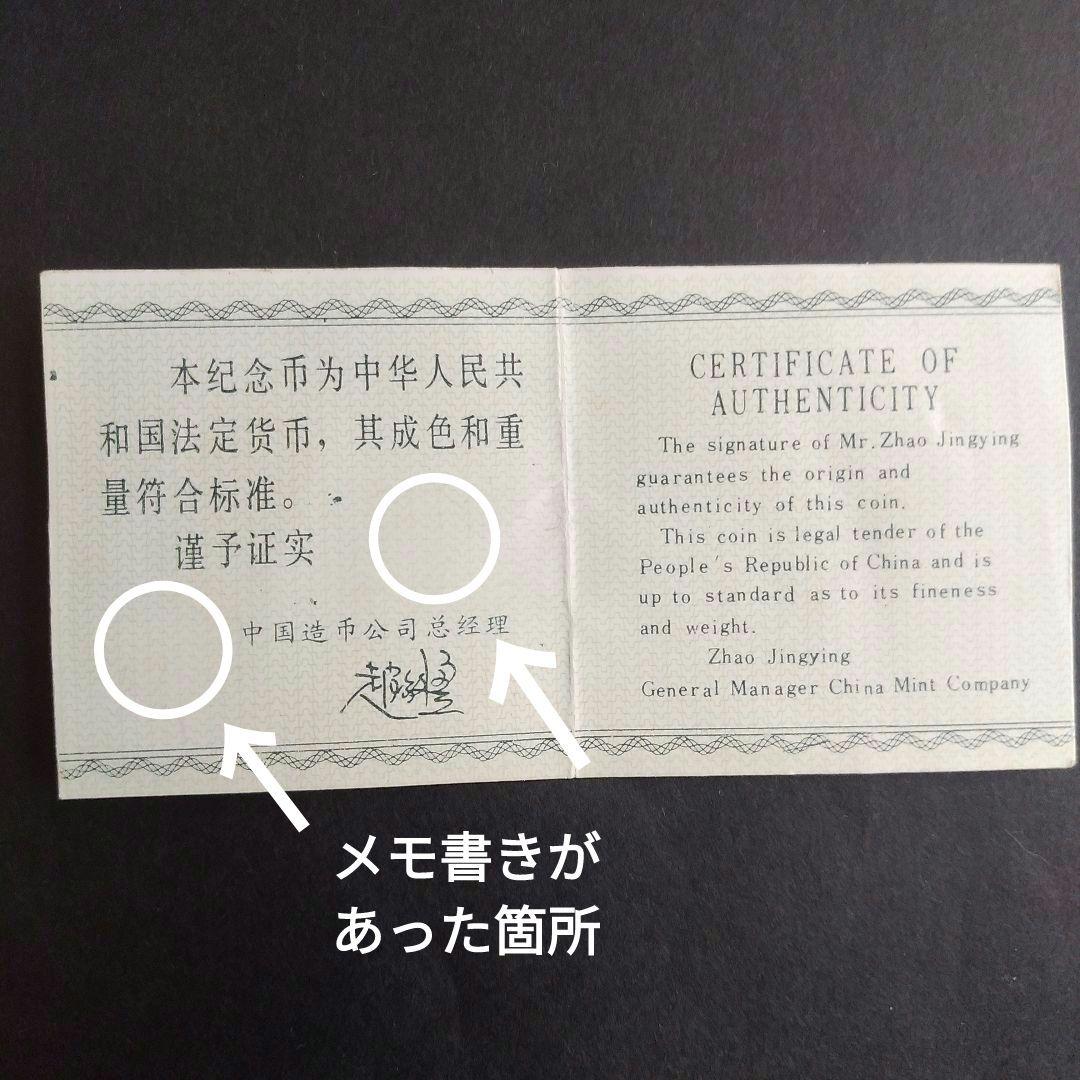 本纪念币为中华人民共
和国法定货币，其成色和重
量符合标准。
谨予证实
中国造币公司总经理
CERTIFICATE OF
AUTHENTICITY
The signature of Mr. Zhao Jingying
guarantees the origin and
authenticity of this coin.
This coin is legal tender of the
People's Republic of China and is
up to standard as to its fineness
and weight.
Zhao Jingying
General Manager China Mint Company
メモ書きが
あった箇所